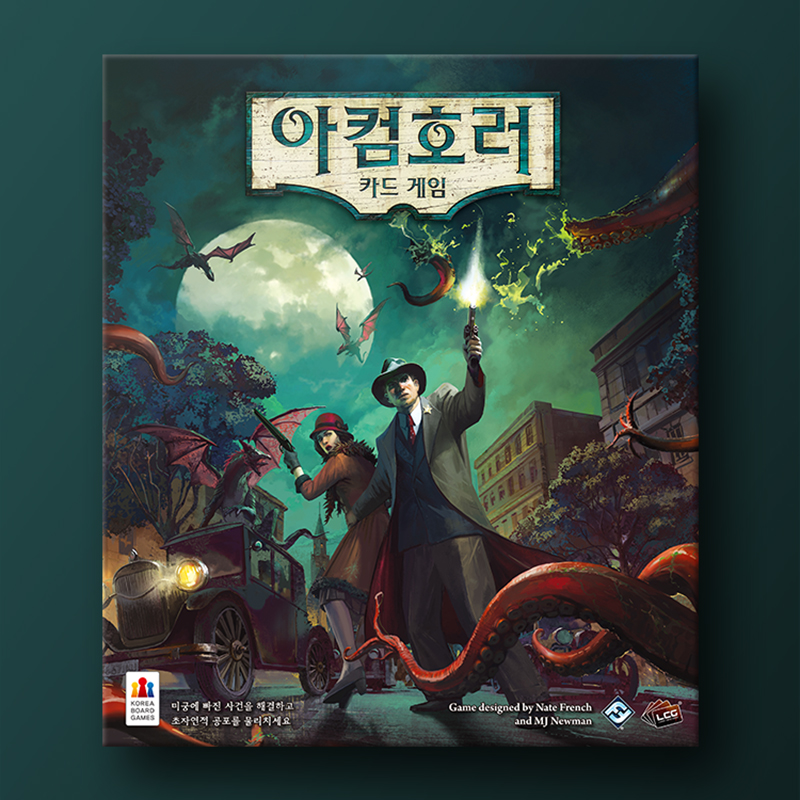 아컴호러
카드 게임
KOREA
BOARD
GAMES
미궁에 빠진 사건을 해결하고
초자연적 공포를 물리치세요
Game designed by Nate French
and MJ Newman
LCG